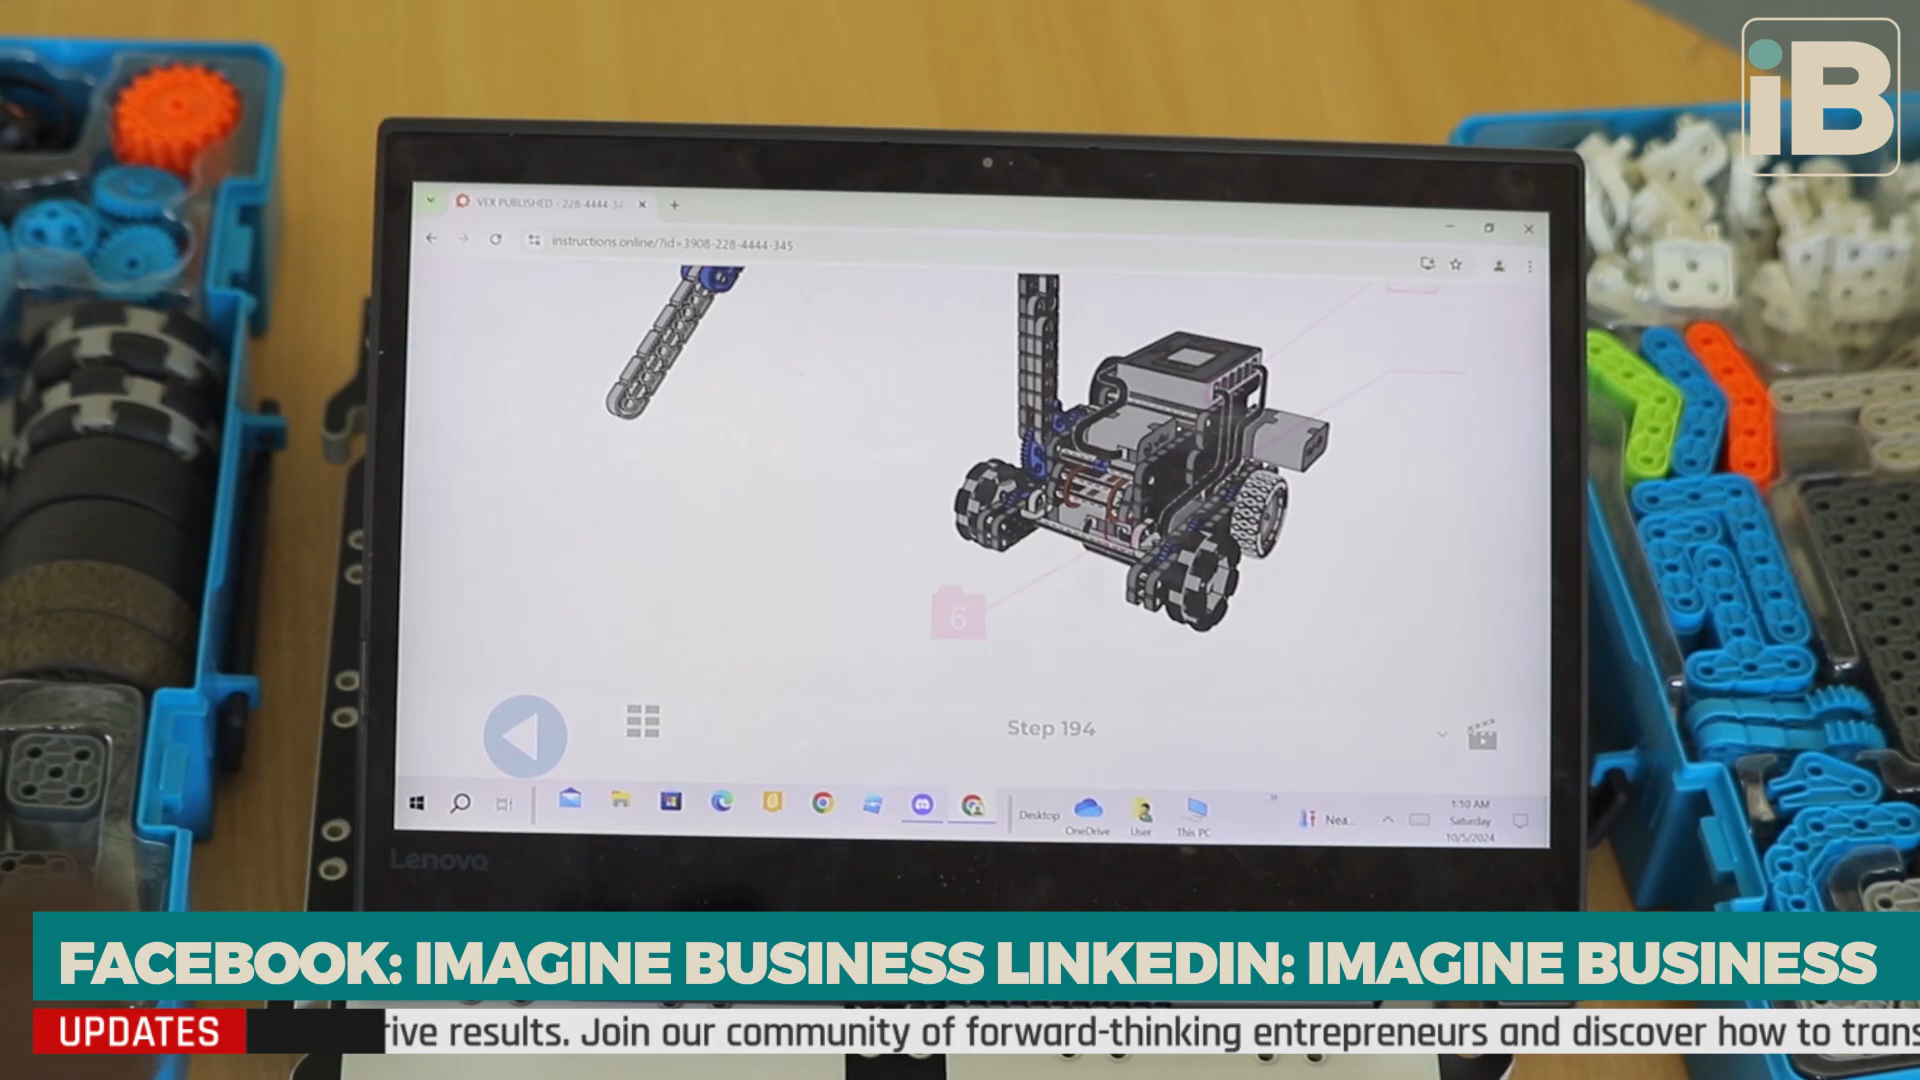 iB
VEX PUBLISHED - 228-4444-34
instructions.online/?id=3908-228-4444-345
6
Step 194
Desktop
OneDrive
User
This PC
Nea...
1:10 AM
Saturday
10/5/2024
Lenovo
FACEBOOK: IMAGINE BUSINESS LINKEDIN: IMAGINE BUSINESS
UPDATES
rive results. Join our community of forward-thinking entrepreneurs and discover how to trans